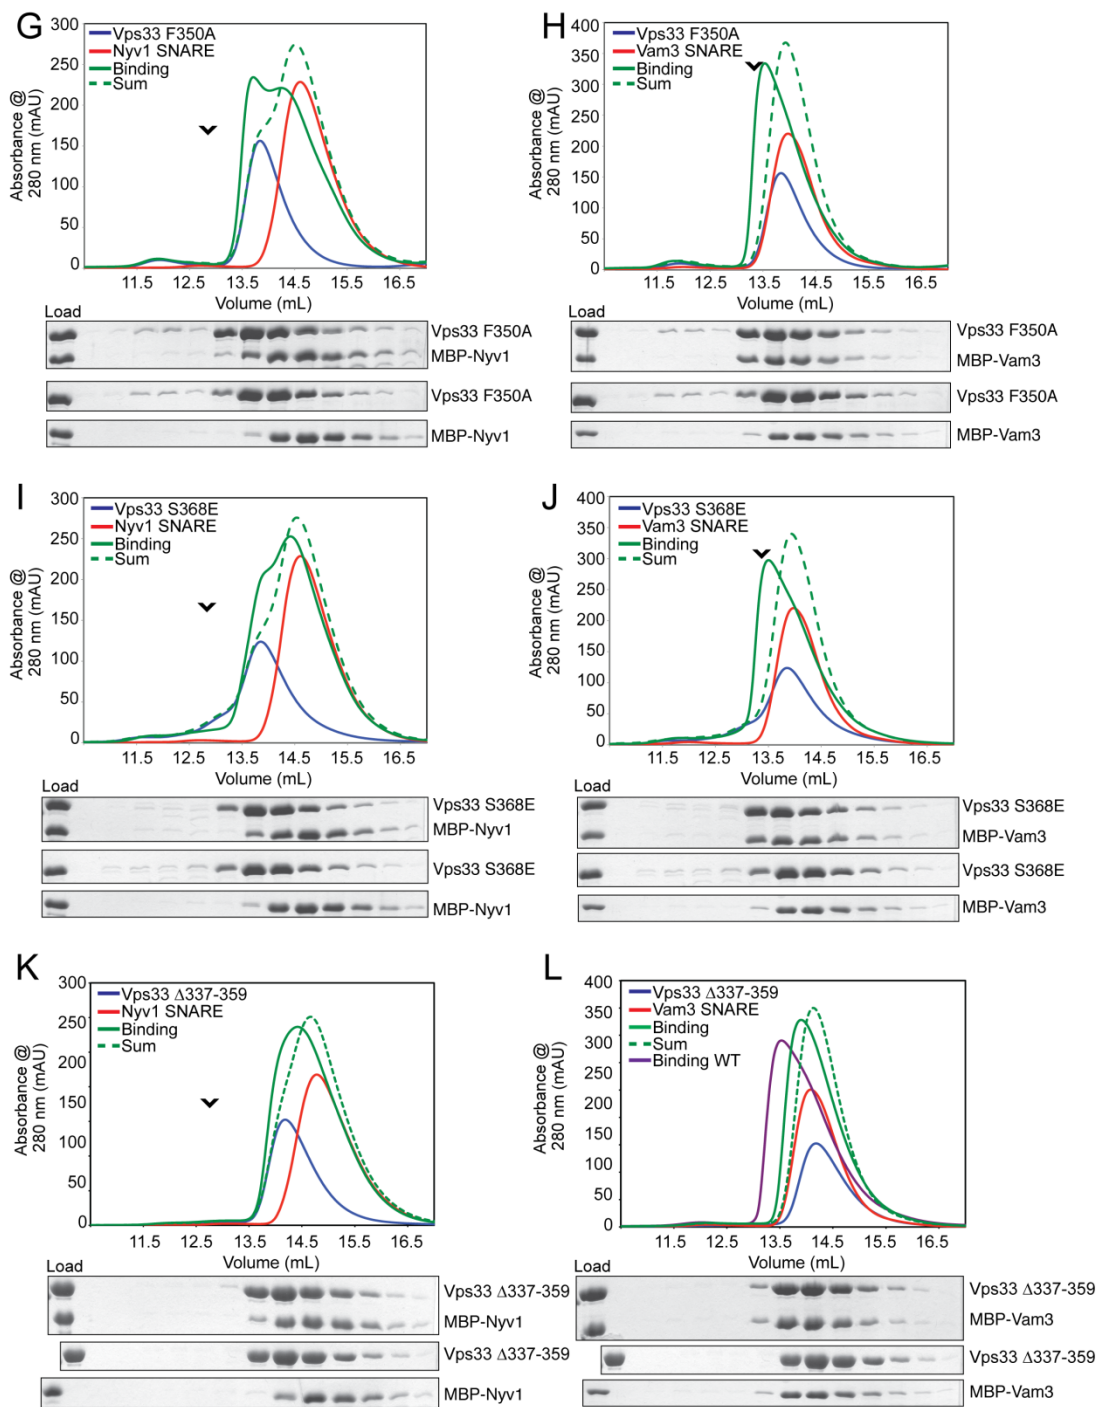 G
Vps33 F350A
Nyv1 SNARE
Binding
Sum
Absorbance @
280 nm (mAU)
300
250
200
150
100
50
0
11.5 12.5 13.5 14.5 15.5 16.5
Volume (mL)
Load
Vps33 F350A
MBP-Nyv1
Vps33 F350A
MBP-Nyv1
H
Vps33 F350A
Vam3 SNARE
Binding
Sum
Absorbance @
280 nm (mAU)
400
350
300
250
200
150
100
50
0
11.5 12.5 13.5 14.5 15.5 16.5
Volume (mL)
Load
Vps33 F350A
MBP-Vam3
Vps33 F350A
MBP-Vam3
I
Vps33 S368E
Nyv1 SNARE
Binding
Sum
Absorbance @
280 nm (mAU)
300
250
200
150
100
50
0
11.5 12.5 13.5 14.5 15.5 16.5
Volume (mL)
Load
Vps33 S368E
MBP-Nyv1
Vps33 S368E
MBP-Nyv1
J
Vps33 S368E
Vam3 SNARE
Binding
Sum
Absorbance @
280 nm (mAU)
400
350
300
250
200
150
100
50
0
11.5 12.5 13.5 14.5 15.5 16.5
Volume (mL)
Load
Vps33 S368E
MBP-Vam3
Vps33 S368E
MBP-Vam3
K
Vps33 Δ337-359
Nyv1 SNARE
Binding
Sum
Absorbance @
280 nm (mAU)
300
250
200
150
100
50
0
11.5 12.5 13.5 14.5 15.5 16.5
Volume (mL)
Load
Vps33 Δ337-359
MBP-Nyv1
Vps33 Δ337-359
MBP-Nyv1
L
Vps33 Δ337-359
Vam3 SNARE
Binding
Sum
Binding WT
Absorbance @
280 nm (mAU)
400
350
300
250
200
150
100
50
0
11.5 12.5 13.5 14.5 15.5 16.5
Volume (mL)
Load
Vps33 Δ337-359
MBP-Vam3
Vps33 Δ337-359
MBP-Vam3